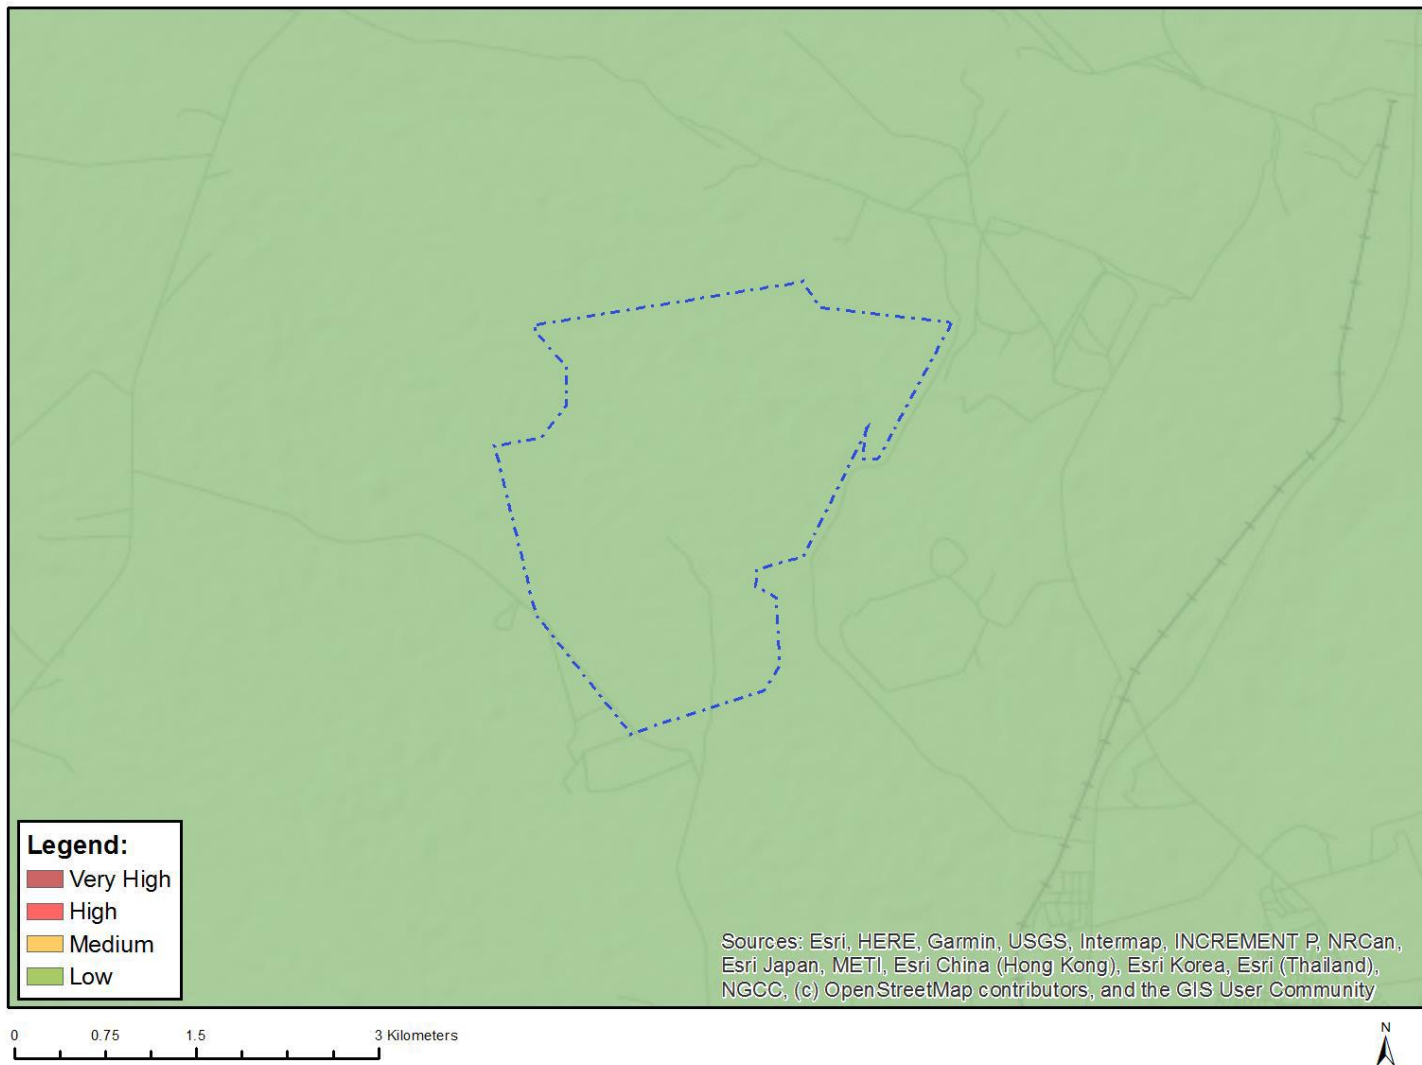 Legend:
Very High
High
Medium
Low
Sources: Esri, HERE, Garmin, USGS, Intermap, INCREMENT P, NRCan,
Esri Japan, METI, Esri China (Hong Kong), Esri Korea, Esri (Thailand),
NGCC, (c) OpenStreetMap contributors, and the GIS User Community
0 0.75 1.5 3 Kilometers
N